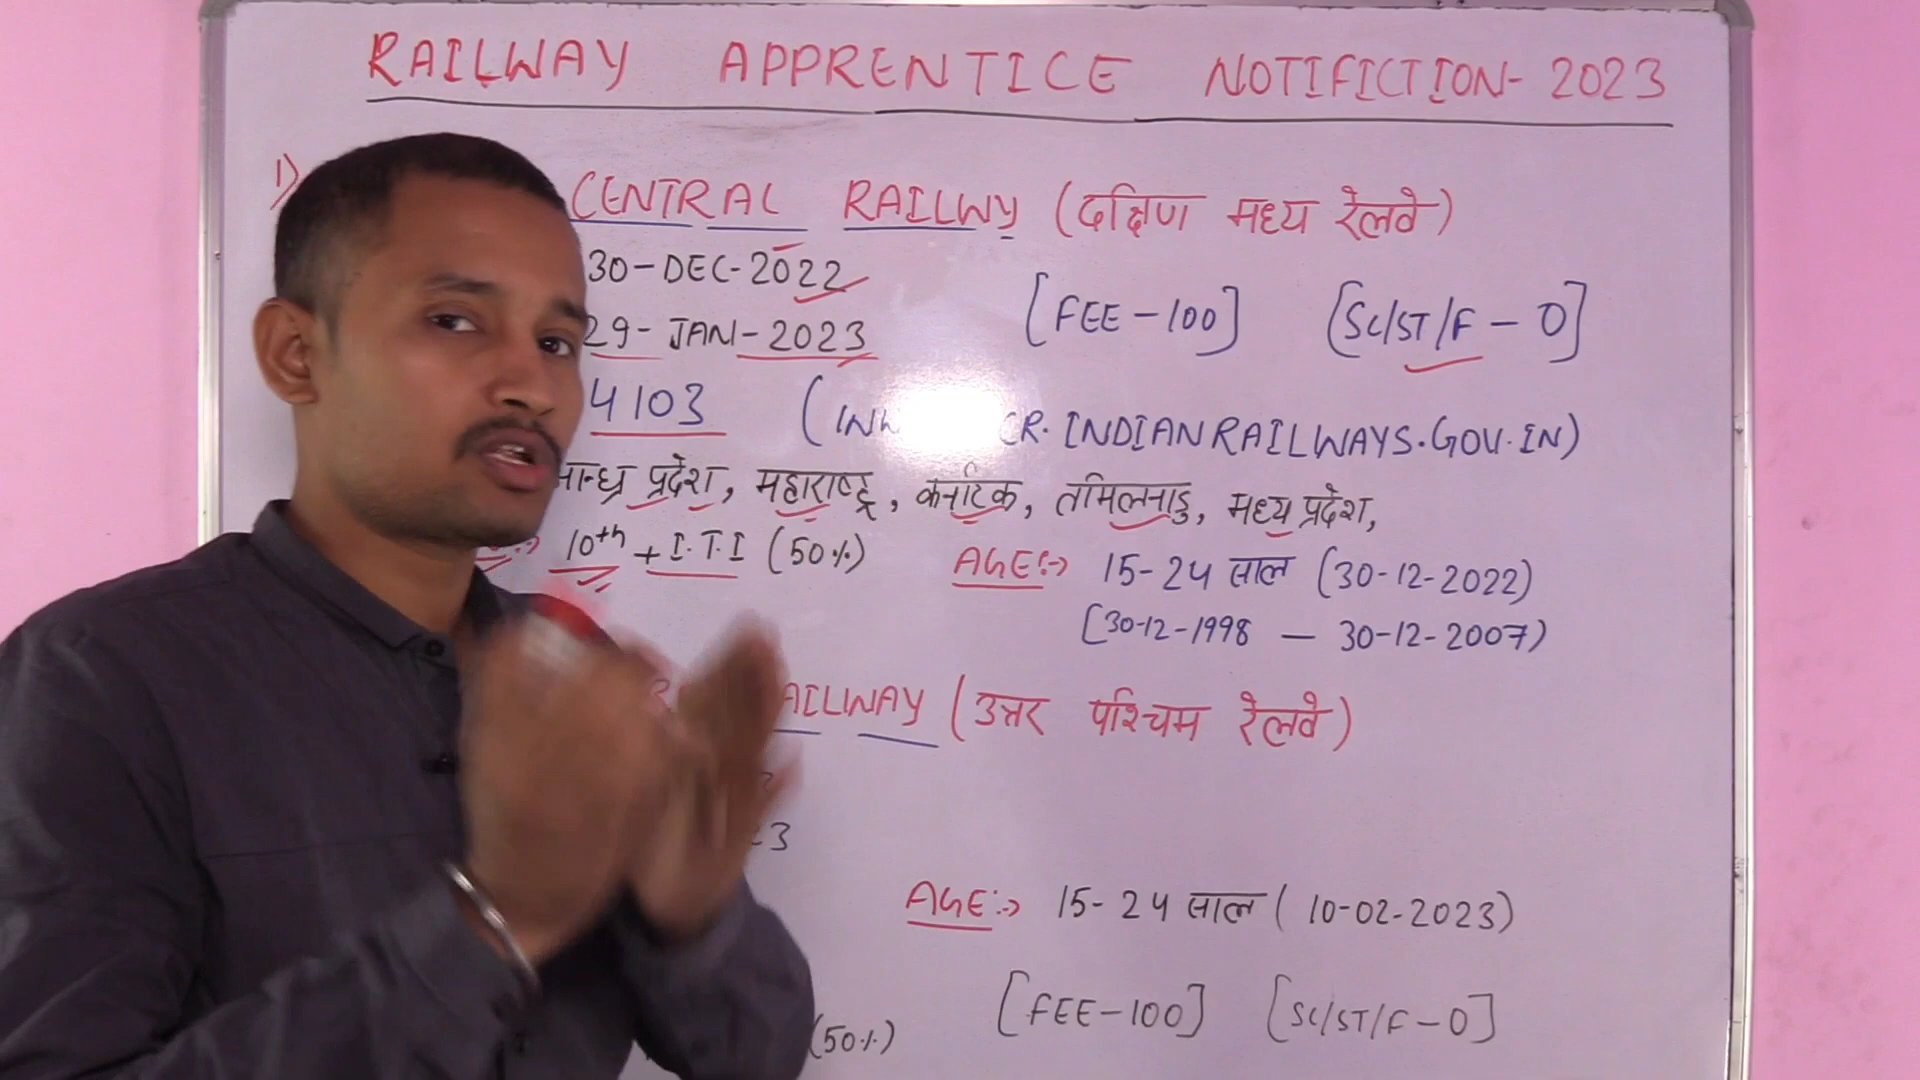 RAILWAY APPRENTICE NOTIFICTION-2023
1) CENTRAL RAILWY (दक्षिण मध्य रेलवे)
30-DEC-2022
29-JAN-2023 [FEE-100] [SC/ST/F-0]
4103 (WW CR.INDIANRAILWAYS.GOV.IN)
आन्ध्र प्रदेश, महाराष्ट्र, कर्नाटक, तमिलनाडु, मध्य प्रदेश,
10th + I.T.I (50%) AGE:-> 15-24 साल (30-12-2022)
[30-12-1998 - 30-12-2007)
AILWAY (उत्तर पश्चिम रेलवे)
23
AGE:-> 15-24 साल (10-02-2023)
[FEE-100] [SC/ST/F-0]
(50%)